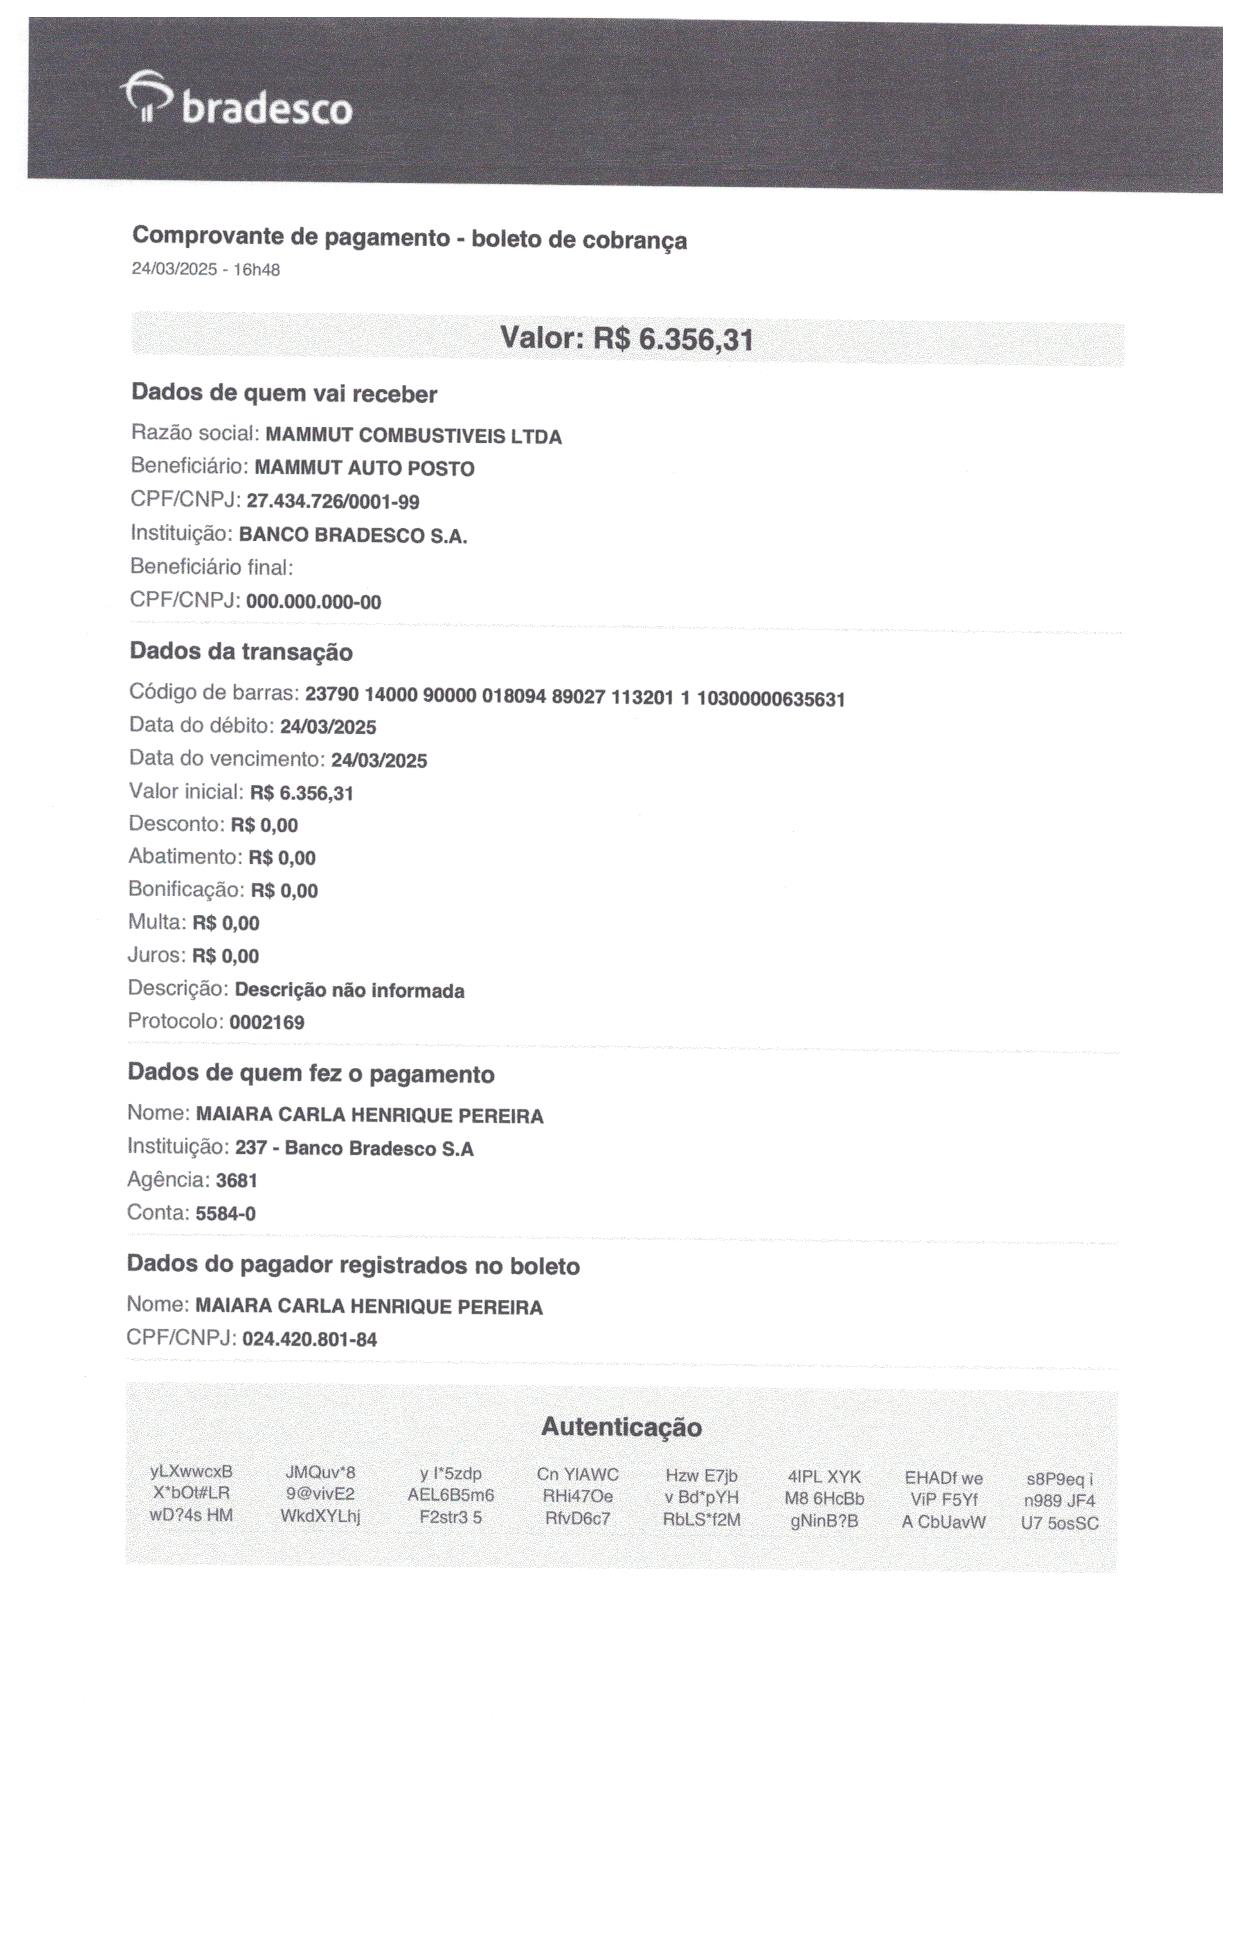 bradesco
Comprovante de pagamento - boleto de cobrança
24/03/2025 - 16h48
Valor: R$ 6.356,31
Dados de quem vai receber
Razão social: MAMMUT COMBUSTIVEIS LTDA
Beneficiário: MAMMUT AUTO POSTO
CPF/CNPJ: 27.434.726/0001-99
Instituição: BANCO BRADESCO S.A.
Beneficiário final:
CPF/CNPJ: 000.000.000-00
Dados da transação
Código de barras: 23790 14000 90000 018094 89027 113201 1 10300000635631
Data do débito: 24/03/2025
Data do vencimento: 24/03/2025
Valor inicial: R$ 6.356,31
Desconto: R$ 0,00
Abatimento: R$ 0,00
Bonificação: R$ 0,00
Multa: R$ 0,00
Juros: R$ 0,00
Descrição: Descrição não informada
Protocolo: 0002169
Dados de quem fez o pagamento
Nome: MAIARA CARLA HENRIQUE PEREIRA
Instituição: 237 - Banco Bradesco S.A
Agência: 3681
Conta: 5584-0
Dados do pagador registrados no boleto
Nome: MAIARA CARLA HENRIQUE PEREIRA
CPF/CNPJ: 024.420.801-84
Autenticação
yLXwwcxB JMQuv*8 y I*5zdp Cn YIAWC Hzw E7jb 4IPL XYK EHADf we s8P9eq i
X*bOt#LR 9@vivE2 AEL6B5m6 RHi47Oe v Bd*pYH M8 6HcBb ViP F5Yf n989 JF4
wD?4s HM WkdXYLhj F2str3 5 RfvD6c7 RbLS*f2M gNinB?B A CbUavW U7 5osSC